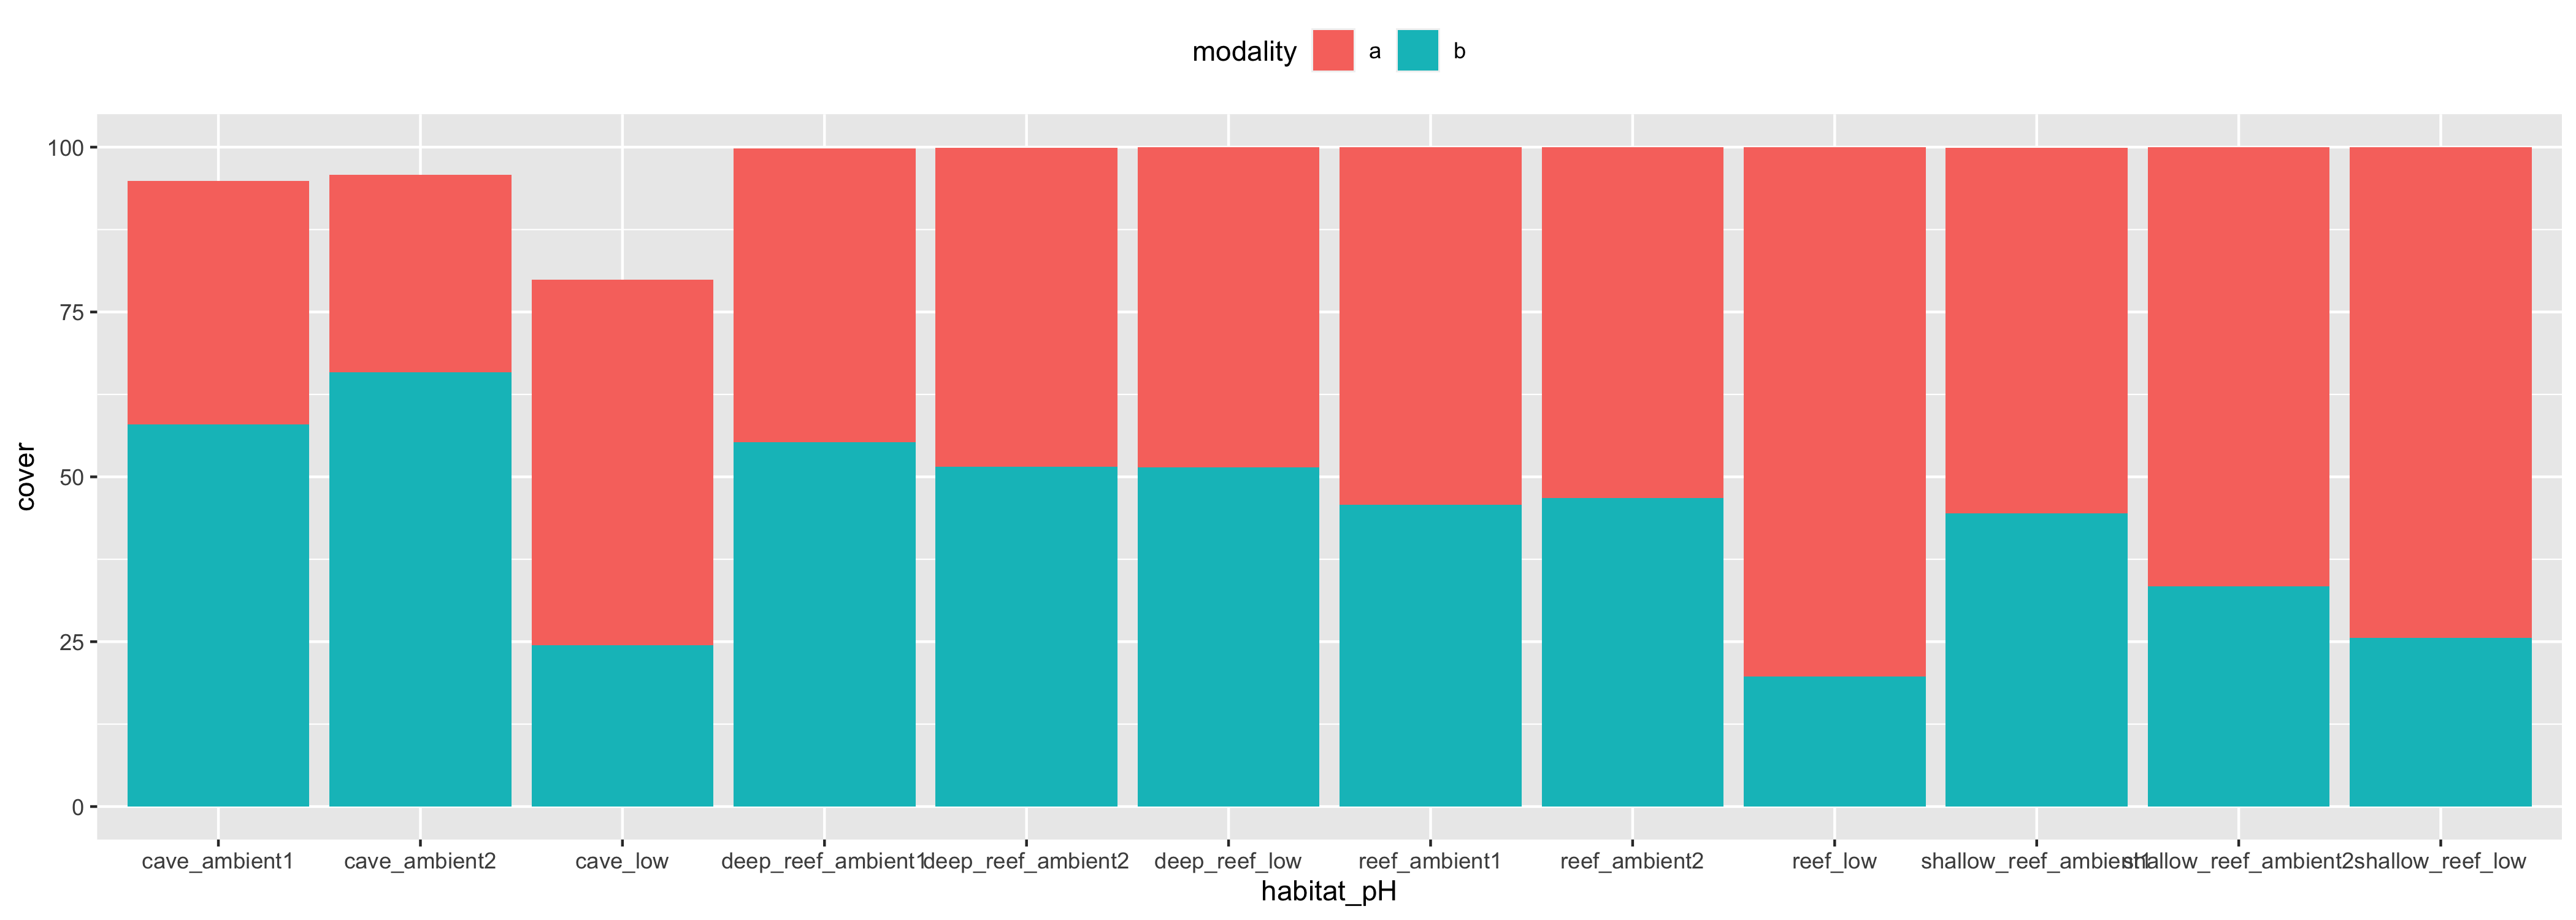 modality a b
100
75
50
25
0
cover
cave_ambient1 cave_ambient2 cave_low deep_reef_ambient1 deep_reef_ambient2 deep_reef_low reef_ambient1 reef_ambient2 reef_low shallow_reef_ambient1 shallow_reef_ambient2 shallow_reef_low
habitat_pH